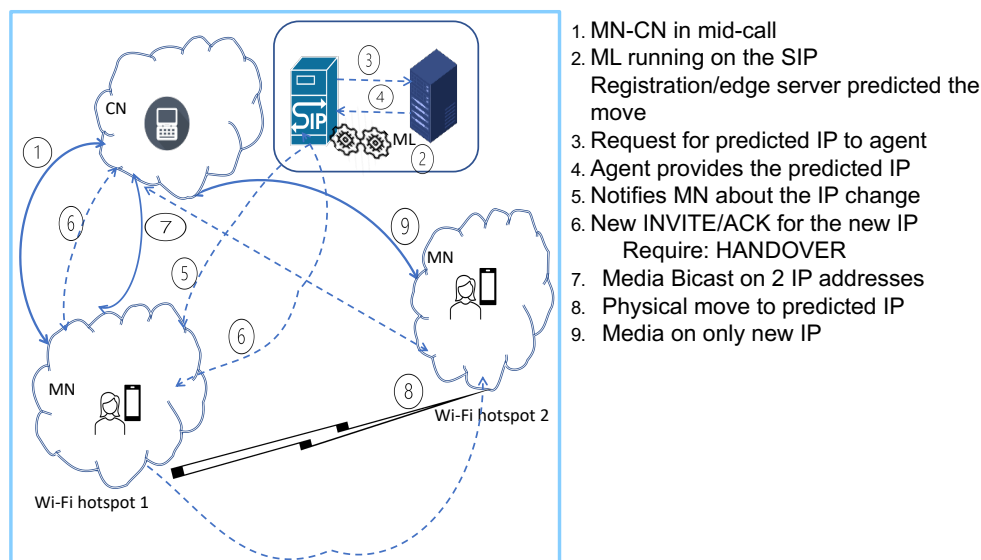 CN
SIP
ML
MN
MN
Wi-Fi hotspot 1
Wi-Fi hotspot 2
1
2
3
4
5
6
6
7
8
9
1. MN-CN in mid-call
2. ML running on the SIP
Registration/edge server predicted the
move
3. Request for predicted IP to agent
4. Agent provides the predicted IP
5. Notifies MN about the IP change
6. New INVITE/ACK for the new IP
Require: HANDOVER
7. Media Bicast on 2 IP addresses
8. Physical move to predicted IP
9. Media on only new IP